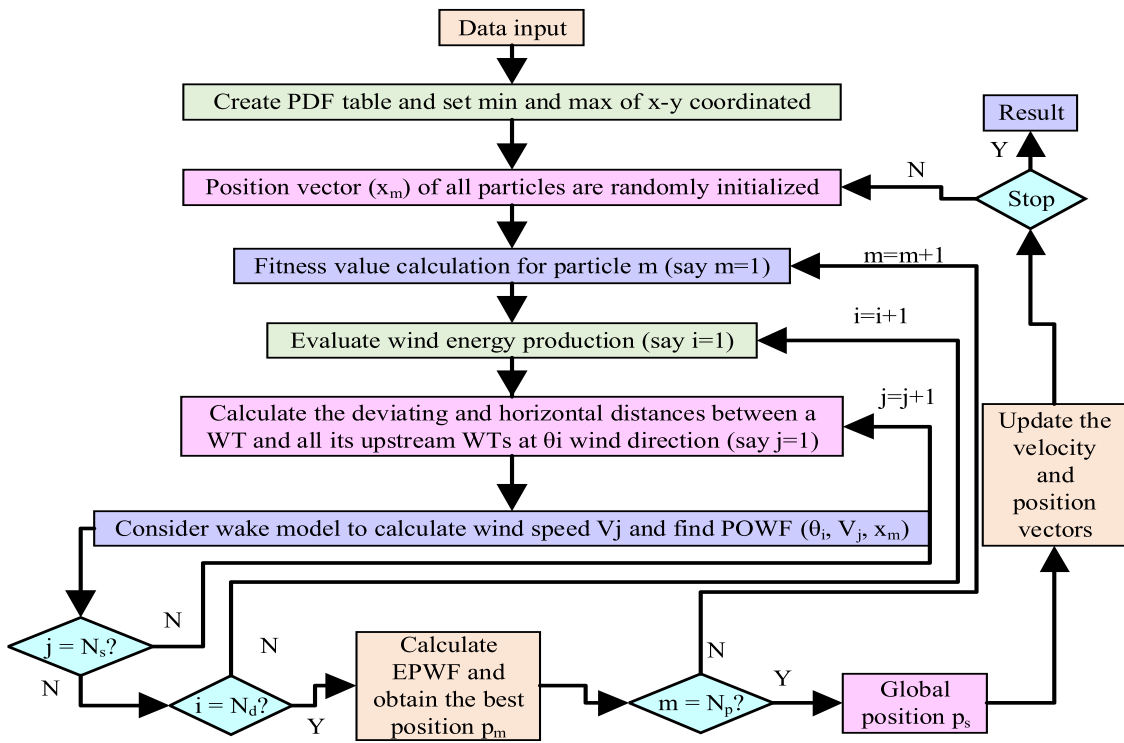 Data input
Create PDF table and set min and max of x-y coordinated
Result
Y
N
Position vector (xₘ) of all particles are randomly initialized
Stop
Fitness value calculation for particle m (say m=1)
m=m+1
i=i+1
Evaluate wind energy production (say i=1)
j=j+1
Calculate the deviating and horizontal distances between a
WT and all its upstream WTs at θi wind direction (say j=1)
Update the
velocity
and
position
vectors
Consider wake model to calculate wind speed Vj and find POWF (θᵢ, Vⱼ, xₘ)
N
j = Nₛ?
N
N
i = N_d?
Y
Calculate
EPWF and
obtain the best
position pₘ
N
m = Nₚ?
Y
Global
position pₛ